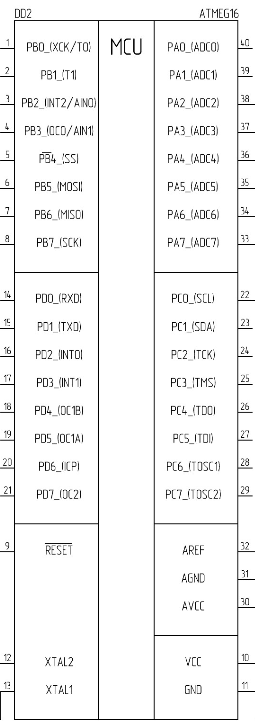 DD2 ATMEG16
1 PB0_(XCK/T0) MCU PA0_(ADC0) 40
2 PB1_(T1) PA1_(ADC1) 39
3 PB2_(INT2/AIN0) PA2_(ADC2) 38
4 PB3_(OC0/AIN1) PA3_(ADC3) 37
5 PB4_(SS) PA4_(ADC4) 36
6 PB5_(MOSI) PA5_(ADC5) 35
7 PB6_(MISO) PA6_(ADC6) 34
8 PB7_(SCK) PA7_(ADC7) 33
14 PD0_(RXD) PC0_(SCL) 22
15 PD1_(TXD) PC1_(SDA) 23
16 PD2_(INT0) PC2_(TCK) 24
17 PD3_(INT1) PC3_(TMS) 25
18 PD4_(OC1B) PC4_(TDO) 26
19 PD5_(OC1A) PC5_(TDI) 27
20 PD6_(ICP) PC6_(TOSC1) 28
21 PD7_(OC2) PC7_(TOSC2) 29
9 RESET AREF 32
AGND 31
AVCC 30
12 XTAL2 VCC 10
13 XTAL1 GND 11